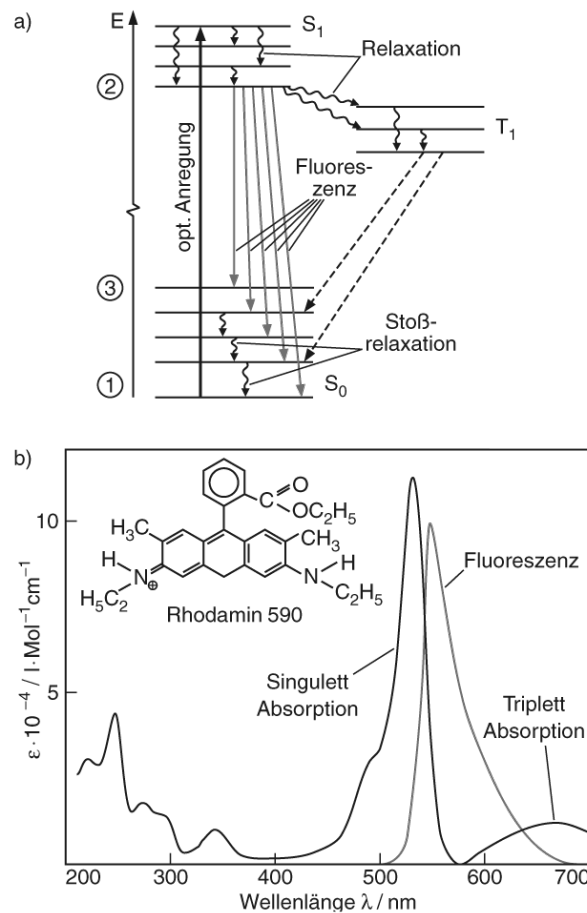 a)
E
S₁
Relaxation
②
T₁
opt. Anregung
Fluores-
zenz
③
Stoß-
relaxation
①
S₀
b)
ε·10⁻⁴ / l·Mol⁻¹cm⁻¹
10
5
C
O
OC₂H₅
H₃C
CH₃
H
N
⊕
H₅C₂
H
N
C₂H₅
Rhodamin 590
Fluoreszenz
Singulett
Absorption
Triplett
Absorption
200 300 400 500 600 700
Wellenlänge λ / nm